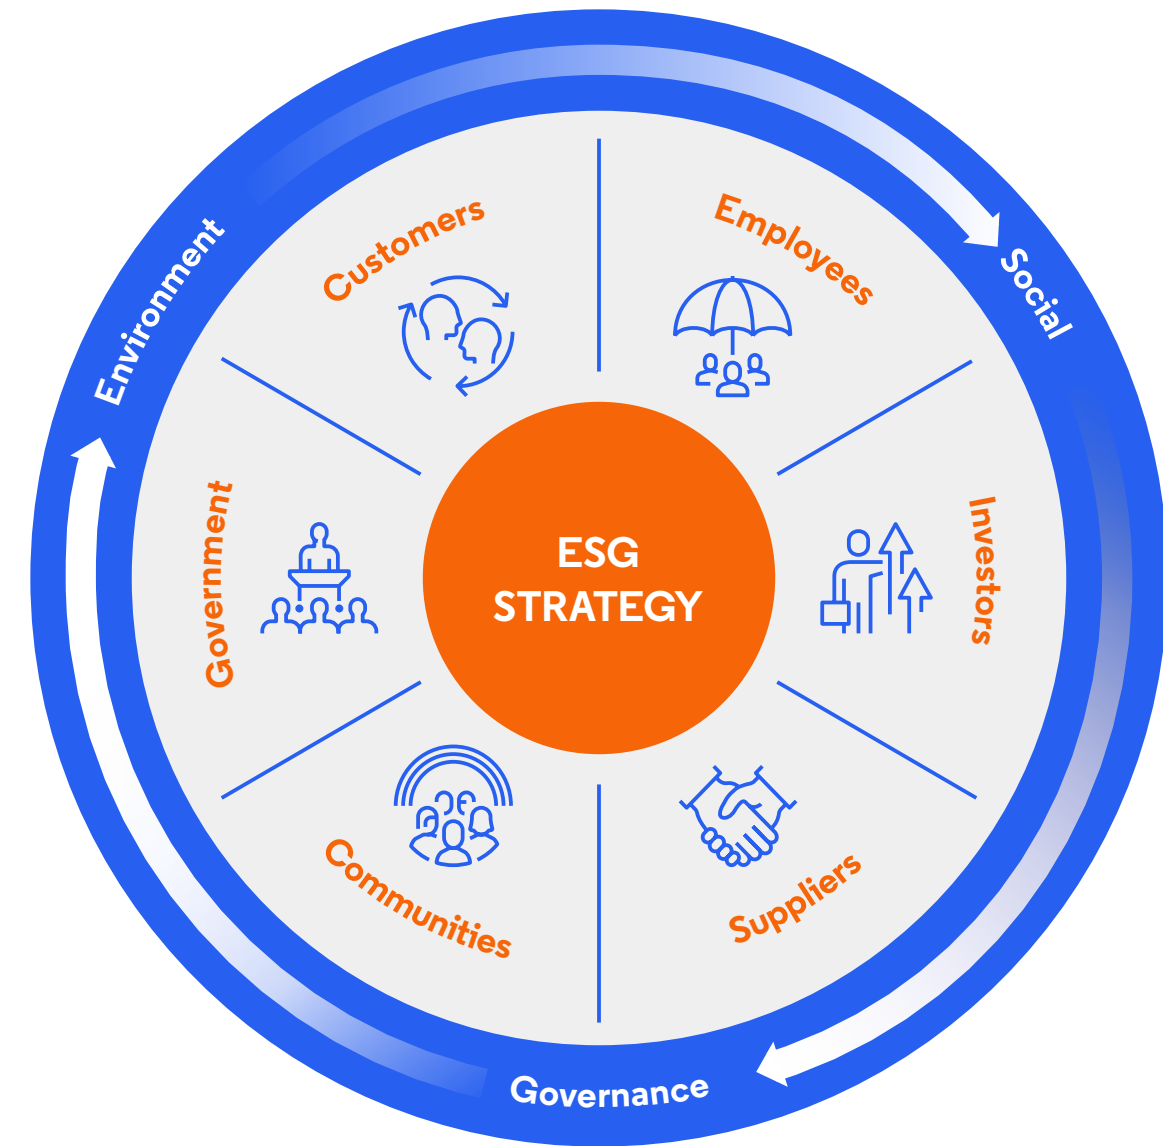 Environment
Social
Governance
Customers
Employees
Investors
Suppliers
Communities
Government
ESG
STRATEGY